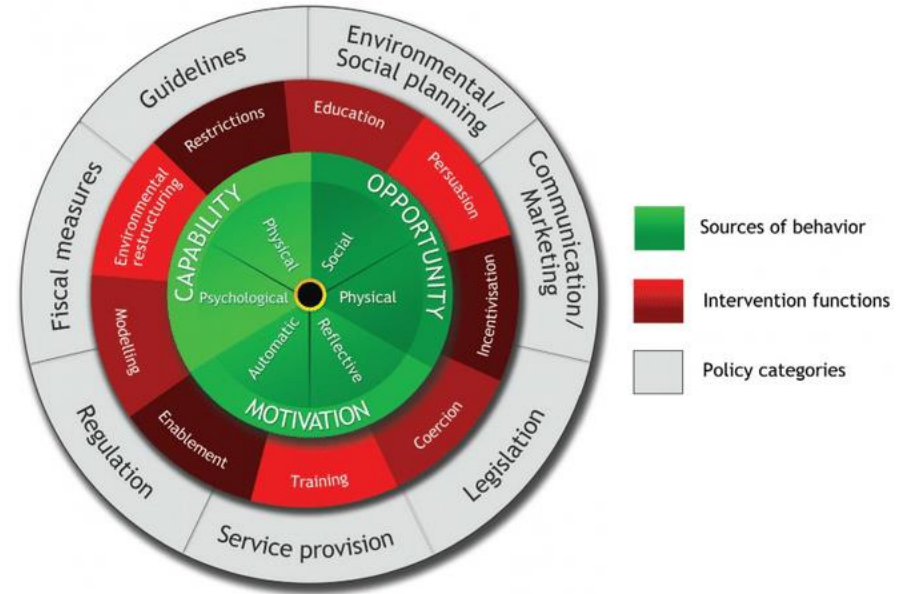 Environmental/
Social planning
Communication/
Marketing
Legislation
Service provision
Regulation
Fiscal measures
Guidelines
Education
Persuasion
Incentivisation
Coercion
Training
Enablement
Modelling
Environmental
restructuring
Restrictions
CAPABILITY
OPPORTUNITY
MOTIVATION
Physical
Social
Psychological
Physical
Automatic
Reflective
Sources of behavior
Intervention functions
Policy categories